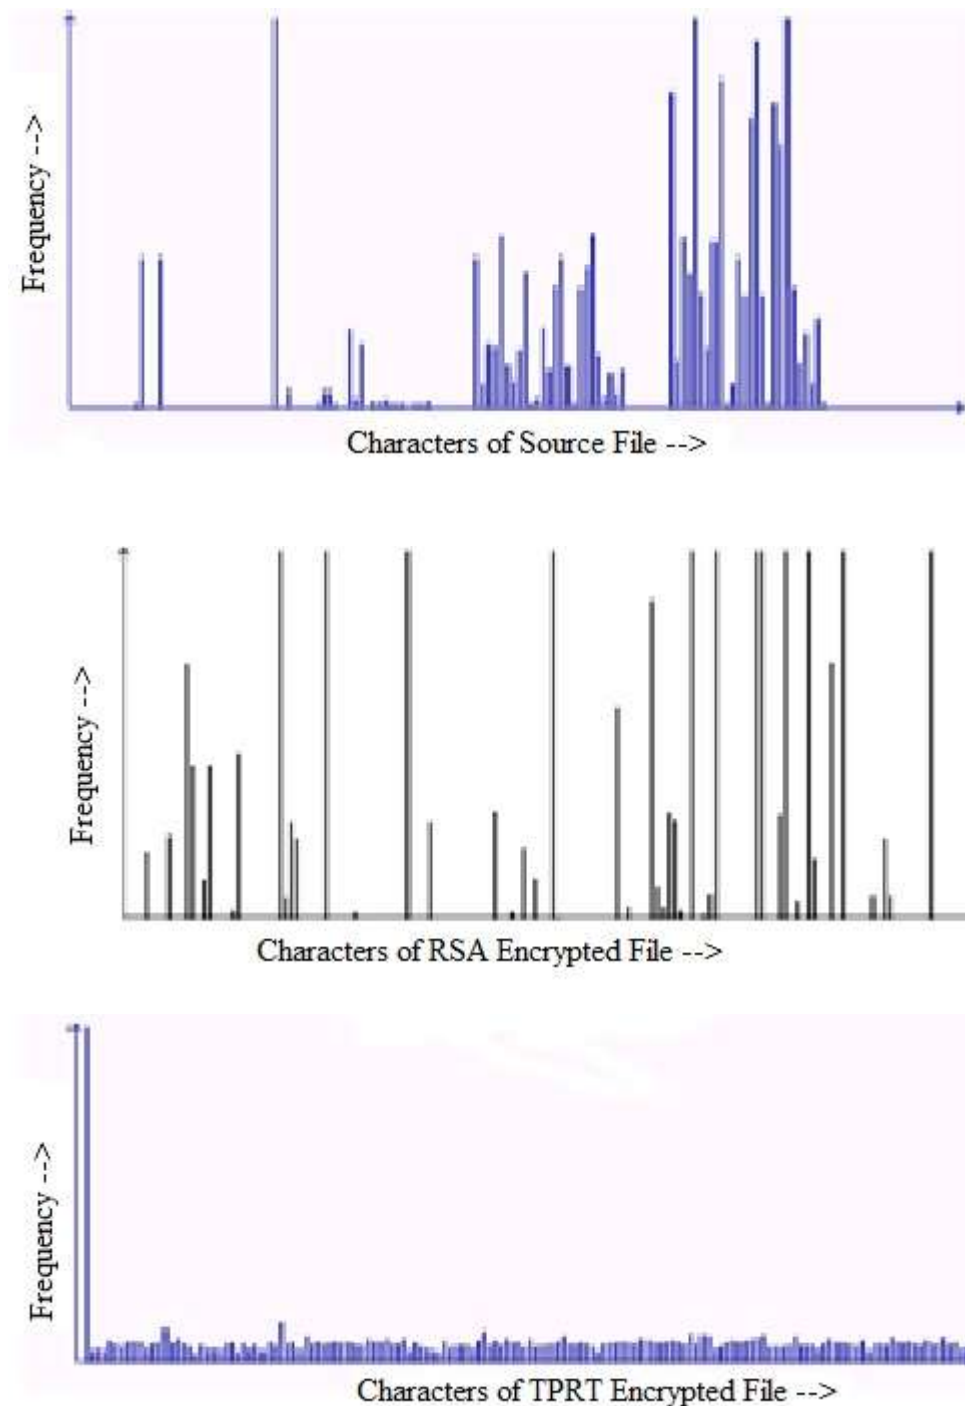 Frequency -->
Characters of Source File -->
Frequency -->
Characters of RSA Encrypted File -->
Frequency -->
Characters of TPRT Encrypted File -->